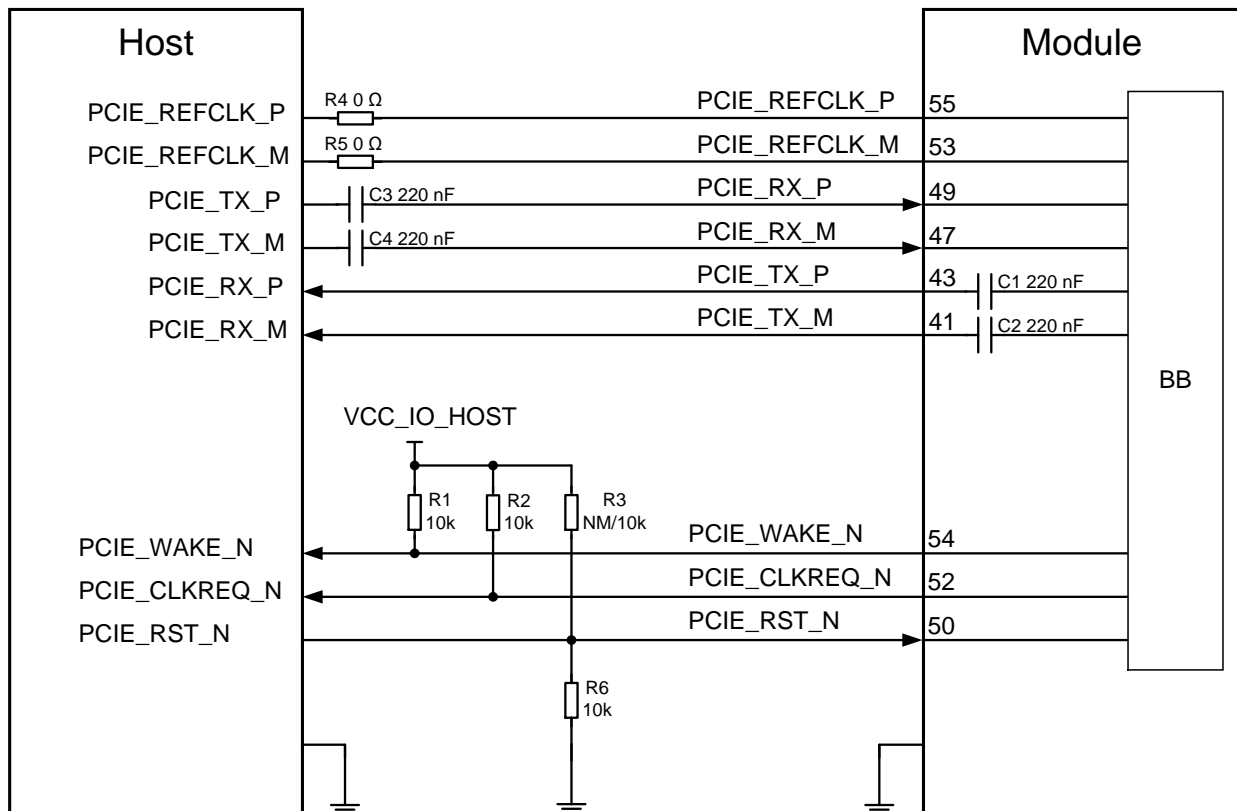 Host
Module
PCIE_REFCLK_P
R4 0 Ω
PCIE_REFCLK_P
55
PCIE_REFCLK_M
R5 0 Ω
PCIE_REFCLK_M
53
PCIE_TX_P
C3 220 nF
PCIE_RX_P
49
PCIE_TX_M
C4 220 nF
PCIE_RX_M
47
PCIE_RX_P
PCIE_TX_P
43
C1 220 nF
PCIE_RX_M
PCIE_TX_M
41
C2 220 nF
BB
VCC_IO_HOST
R1
10k
R2
10k
R3
NM/10k
PCIE_WAKE_N
PCIE_WAKE_N
54
PCIE_CLKREQ_N
PCIE_CLKREQ_N
52
PCIE_RST_N
PCIE_RST_N
50
R6
10k